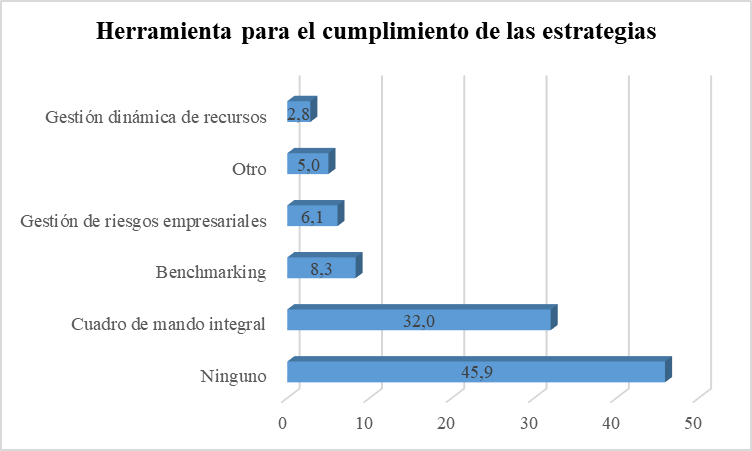 Herramienta para el cumplimiento de las estrategias
Gestión dinámica de recursos 2,8
Otro 5,0
Gestión de riesgos empresariales 6,1
Benchmarking 8,3
Cuadro de mando integral 32,0
Ninguno 45,9
0 10 20 30 40 50